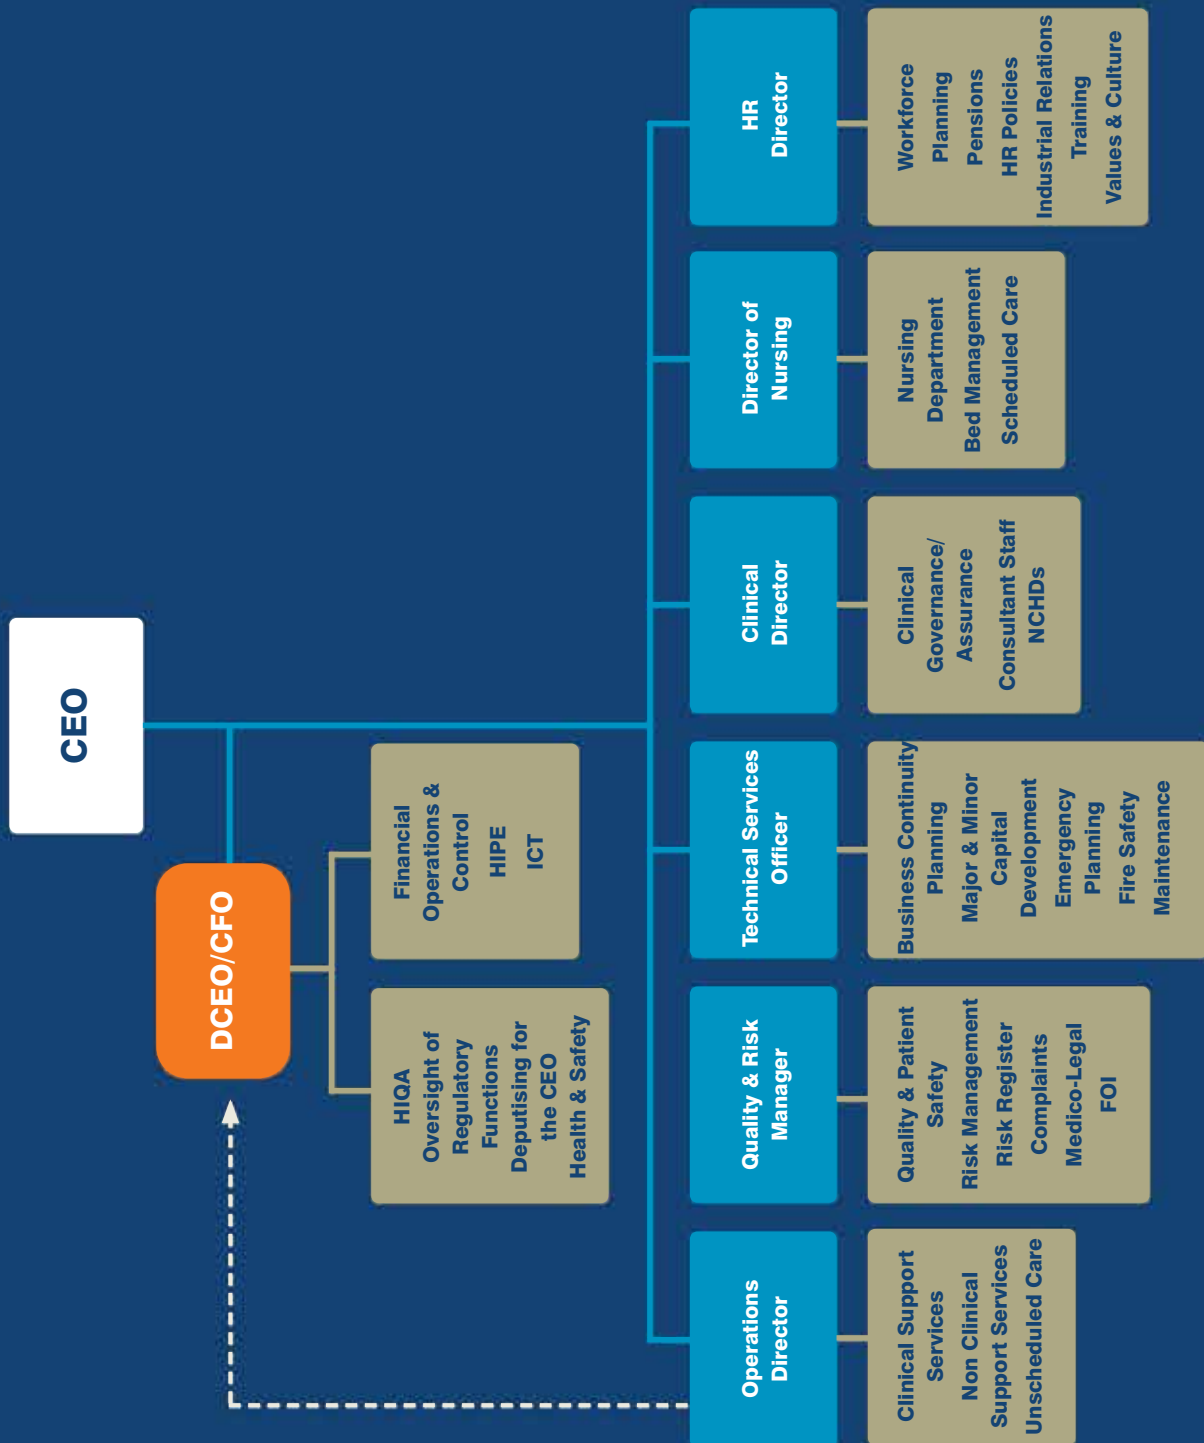 CEO
DCEO/CFO
HIQA
Oversight of
Regulatory
Functions
Deputising for
the CEO
Health & Safety
Financial
Operations &
Control
HIPE
ICT
Operations
Director
Quality & Risk
Manager
Technical Services
Officer
Clinical
Director
Director of
Nursing
HR
Director
Clinical Support
Services
Non Clinical
Support Services
Unscheduled Care
Quality & Patient
Safety
Risk Management
Risk Register
Complaints
Medico-Legal
FOI
Business Continuity
Planning
Major & Minor
Capital
Development
Emergency
Planning
Fire Safety
Maintenance
Clinical
Governance/
Assurance
Consultant Staff
NCHDs
Nursing
Department
Bed Management
Scheduled Care
Workforce
Planning
Pensions
HR Policies
Industrial Relations
Training
Values & Culture